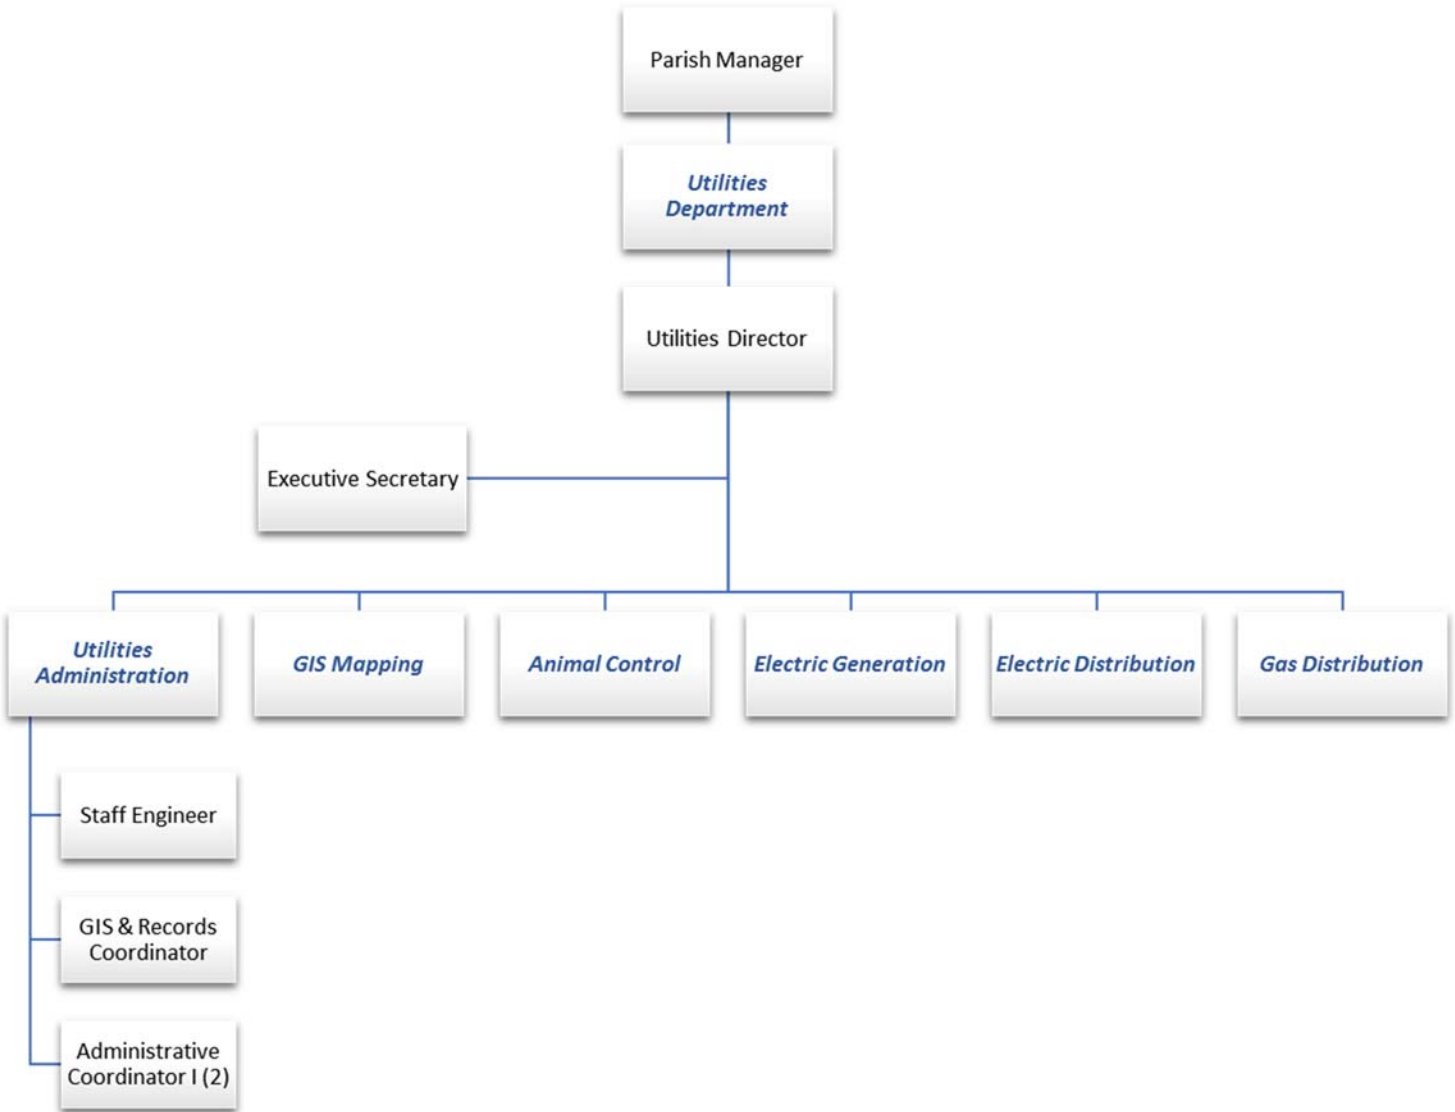 Parish Manager
Utilities
Department
Utilities Director
Executive Secretary
Utilities
Administration
GIS Mapping
Animal Control
Electric Generation
Electric Distribution
Gas Distribution
Staff Engineer
GIS & Records
Coordinator
Administrative
Coordinator I (2)